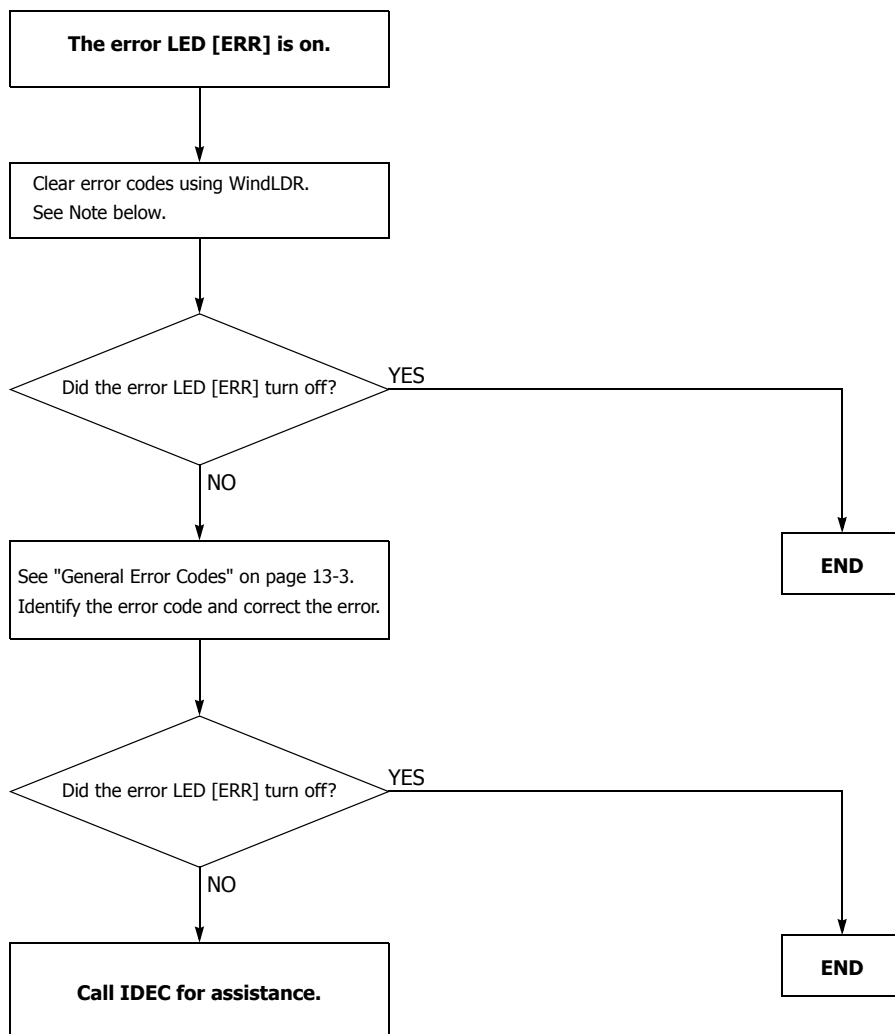 The error LED [ERR] is on.
Clear error codes using WindLDR.
See Note below.
Did the error LED [ERR] turn off?
YES
NO
See "General Error Codes" on page 13-3.
Identify the error code and correct the error.
END
Did the error LED [ERR] turn off?
YES
NO
Call IDEC for assistance.
END